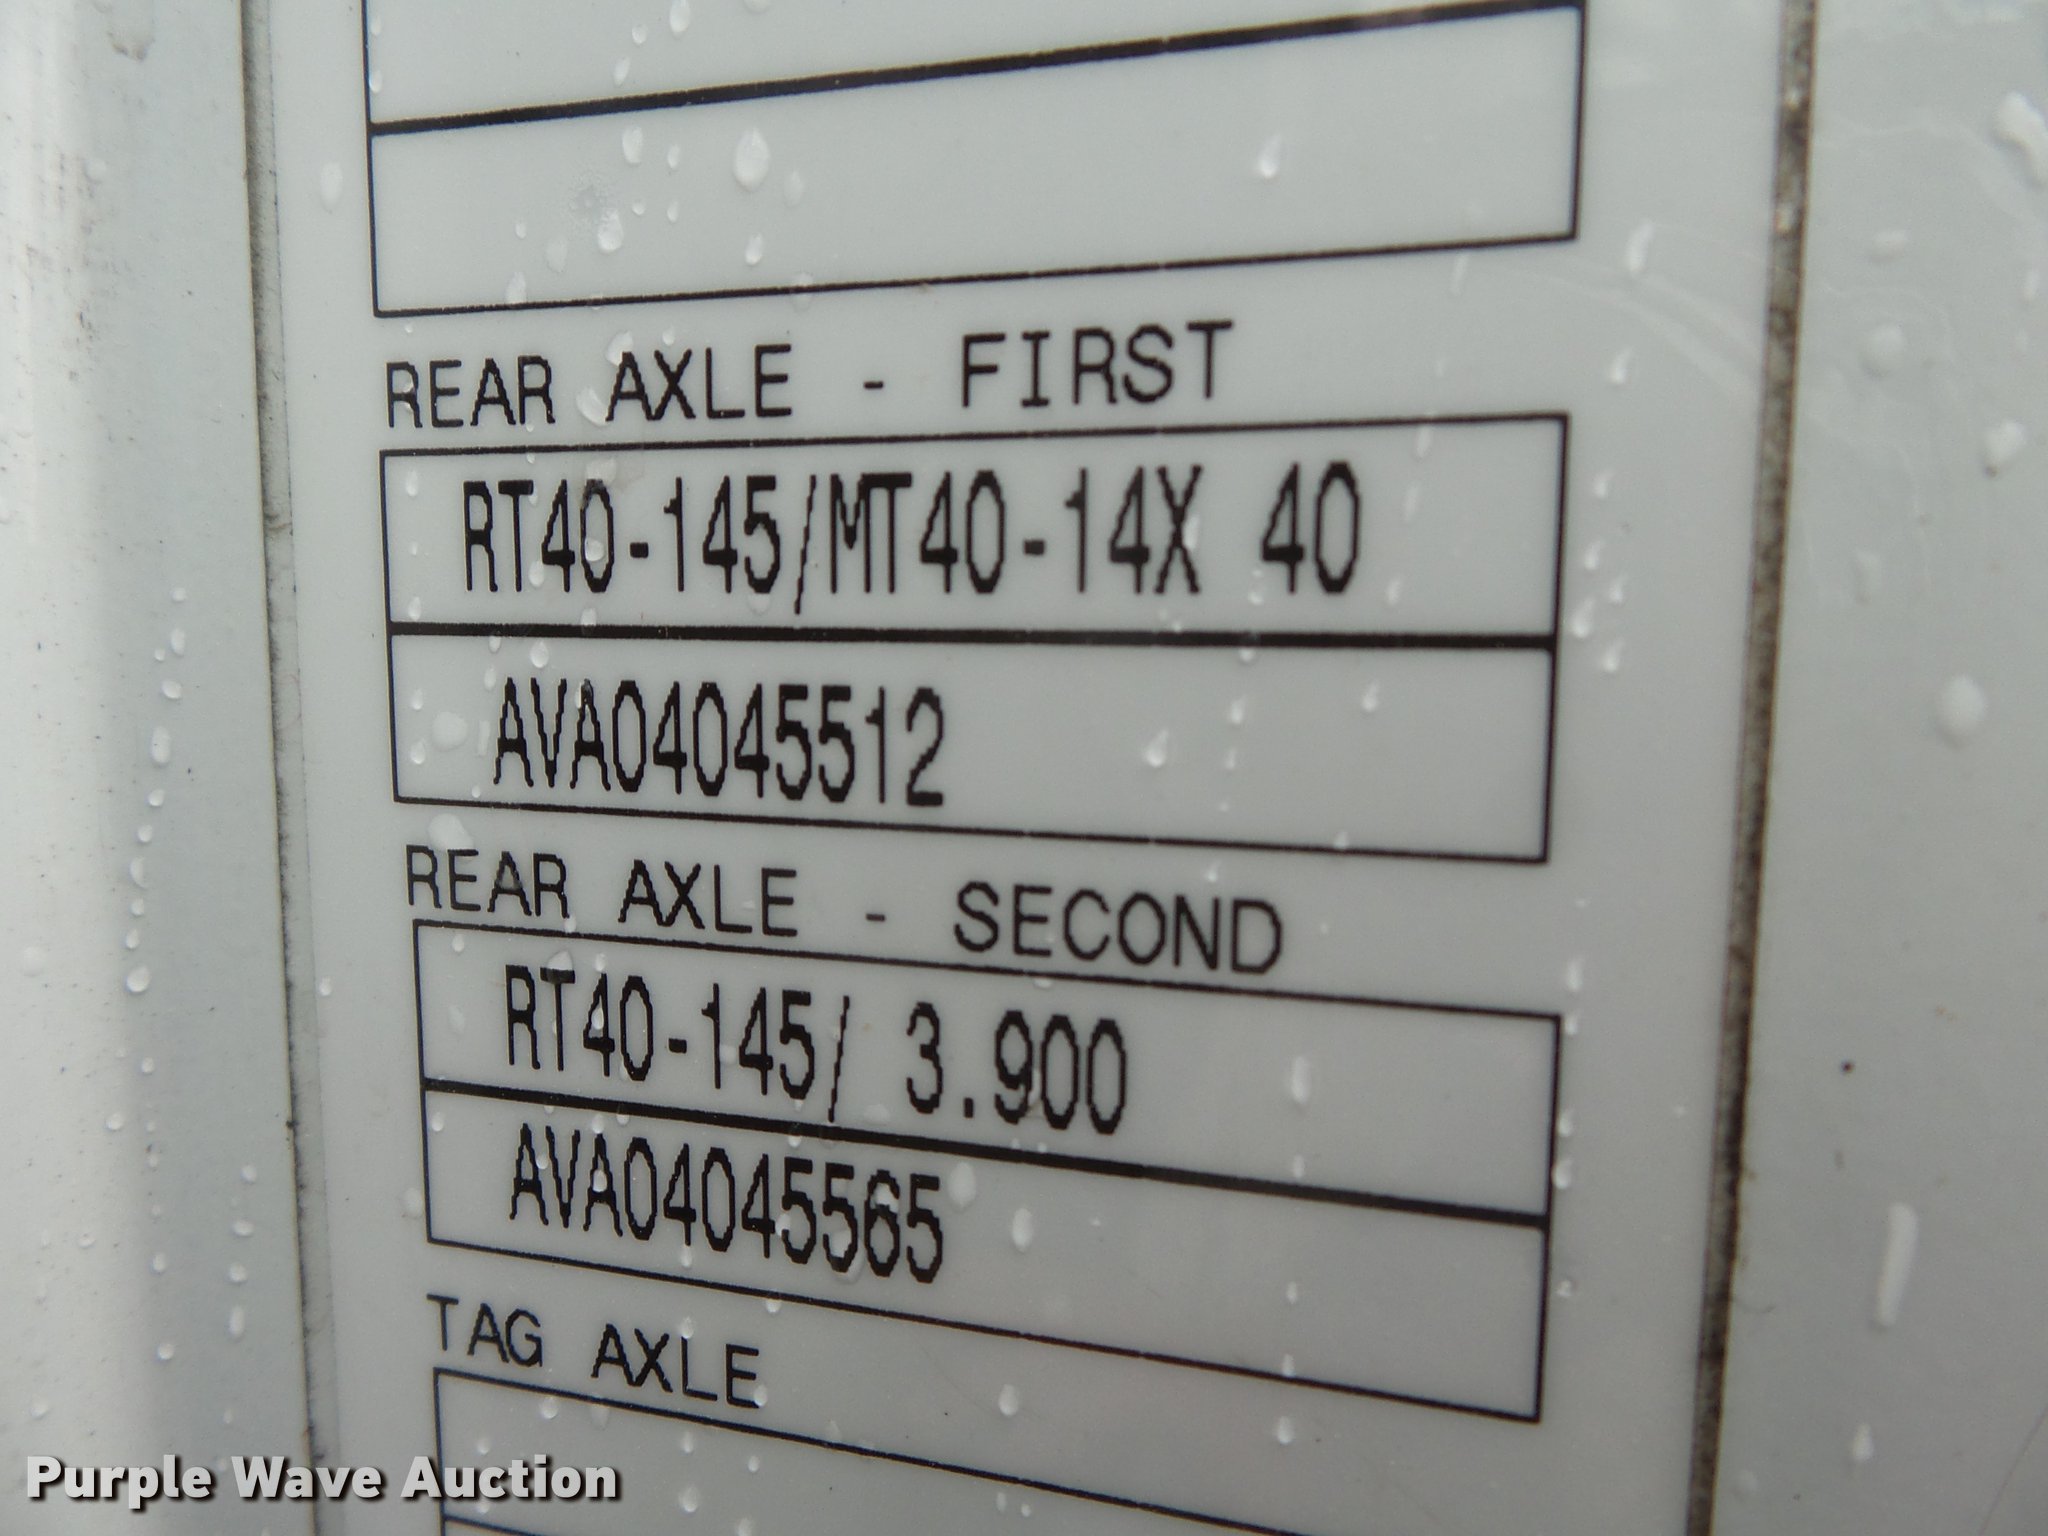 REAR AXLE - FIRST
RT40-145/MT40-14X 40
AVA04045512
REAR AXLE - SECOND
RT40-145/ 3.900
AVA04045565
TAG AXLE
Purple Wave Auction